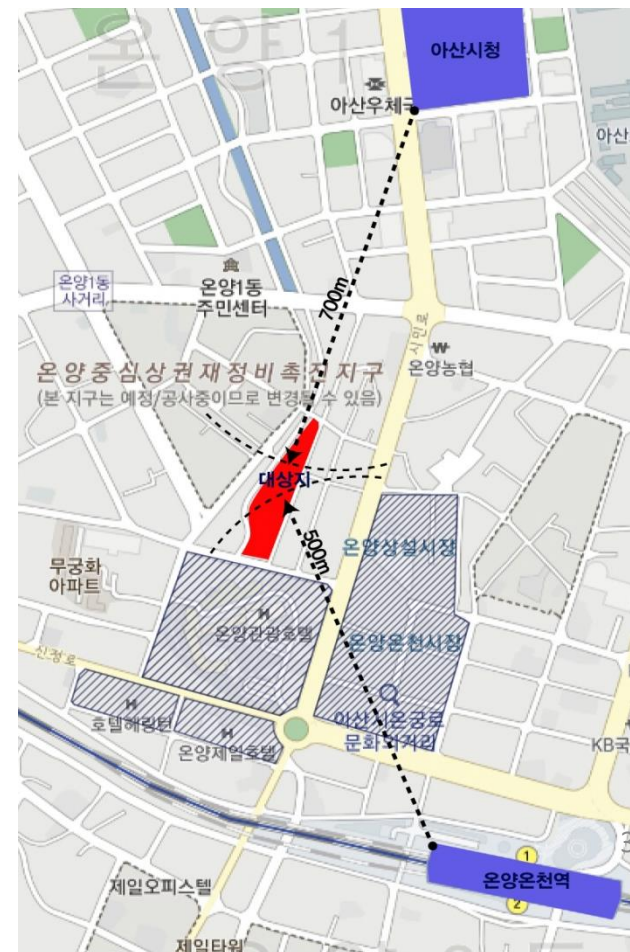 온양1
아산시청
아산우체국
아산
온양1동
사거리
온양1동
주민센터
700m
시민로
온양농협
온양중심상권재정비촉진지구
(본 지구는 예정/공사중이므로 변경될 수 있음)
대상지
500m
온양상설시장
무궁화
아파트
온양관광호텔
온양온천시장
신정로
호텔해링턴
온양제일호텔
문화의거리
KB국
1
온양온천역
2
제일오피스텔
제일타워